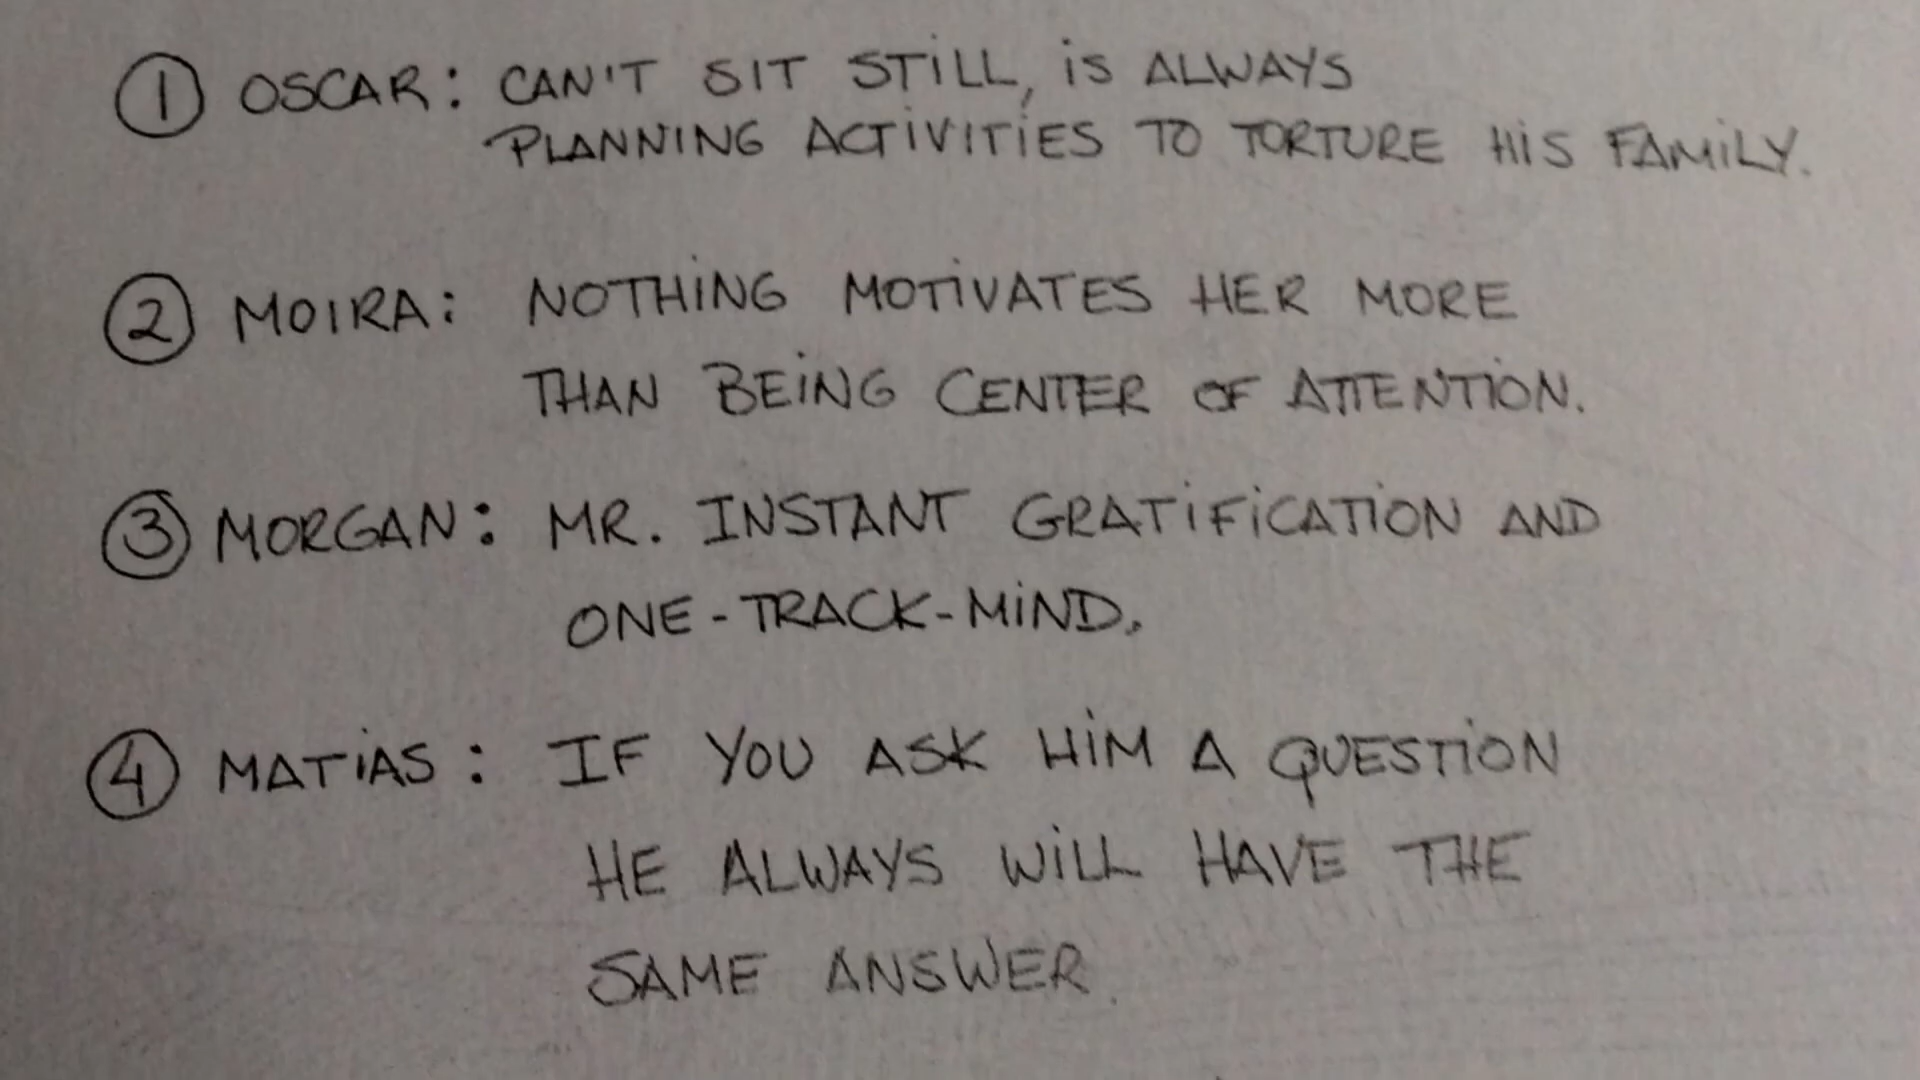 ① OSCAR: CAN'T SIT STILL, IS ALWAYS
PLANNING ACTIVITIES TO TORTURE HIS FAMILY.
② MOIRA: NOTHING MOTIVATES HER MORE
THAN BEING CENTER OF ATTENTION.
③ MORGAN: MR. INSTANT GRATIFICATION AND
ONE-TRACK-MIND.
④ MATIAS: IF YOU ASK HIM A QUESTION
HE ALWAYS WILL HAVE THE
SAME ANSWER.